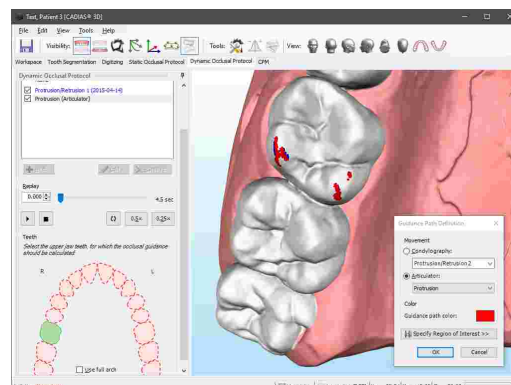 Test, Patient 3 [CADIAS® 3D]
File Edit View Tools Help
Visibility: Tools: View:
Workspace Tooth Segmentation Digitizing Static Occlusal Protocol Dynamic Occlusal Protocol CPM
Dynamic Occlusal Protocol
Protrusion/Retrusion 1 (2015-04-14)
Protrusion (Articulator)
Replay
0.000 4.5 sec
0.5× 0.25×
Teeth
Select the upper jaw teeth, for which the occlusal guidance
should be calculated
R L
Use full arch
Guidance Path Definition
Movement
Condylography:
Protrusion/Retrusion 2
Articulator:
Protrusion
Color
Guidance path color:
Specify Region of Interest >>
OK Cancel